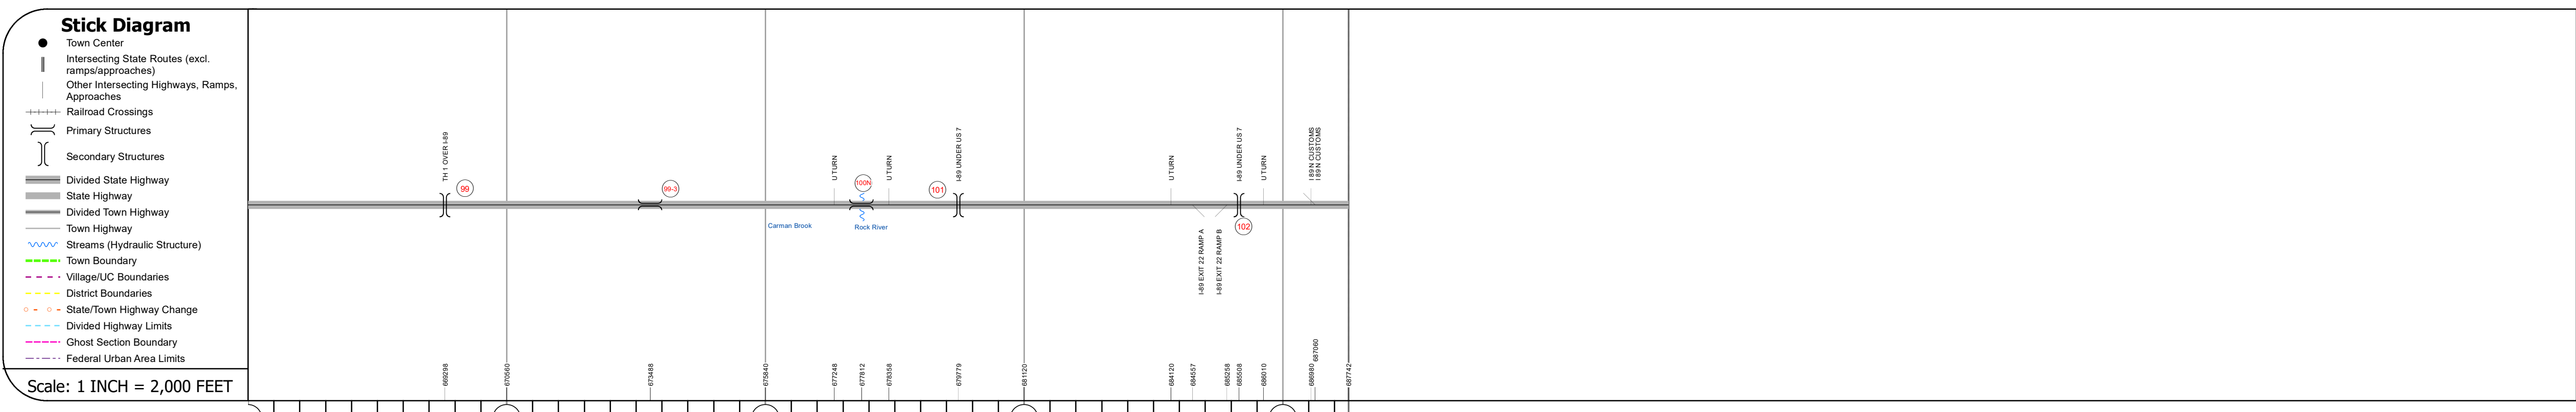 Stick Diagram
Town Center
Intersecting State Routes (excl.
ramps/approaches)
Other Intersecting Highways, Ramps,
Approaches
Railroad Crossings
Primary Structures
Secondary Structures
Divided State Highway
State Highway
Divided Town Highway
Town Highway
Streams (Hydraulic Structure)
Town Boundary
Village/UC Boundaries
District Boundaries
State/Town Highway Change
Divided Highway Limits
Ghost Section Boundary
Federal Urban Area Limits
Scale: 1 INCH = 2,000 FEET
TH 1 OVER I-89
99
99-3
U TURN
100N
U TURN
101
I-89 UNDER US 7
U TURN
I-89 UNDER US 7
U TURN
I 89 N CUSTOMS
I 89 N CUSTOMS
Carman Brook
Rock River
102
I-89 EXIT 22 RAMP A
I-89 EXIT 22 RAMP B
669298
670560
673488
675840
677248
677812
678358
679779
681120
684120
684557
685258
685508
686010
686980
687060
687742